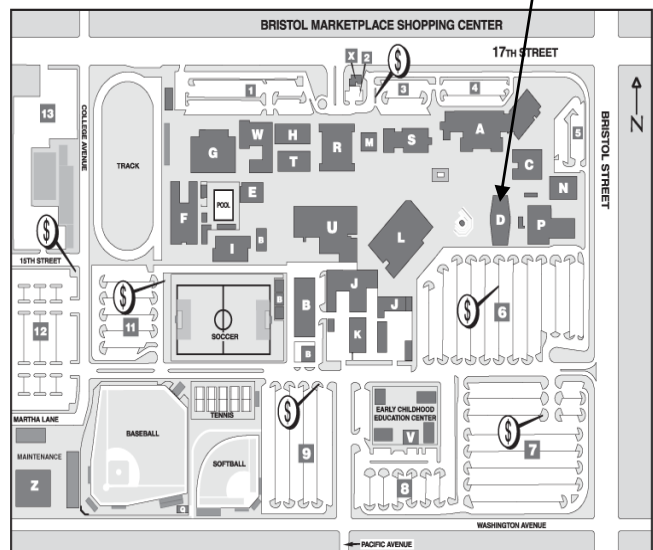 BRISTOL MARKETPLACE SHOPPING CENTER
17TH STREET
X
2
$
13
1
3
4
5
N
COLLEGE AVENUE
BRISTOL STREET
TRACK
W
H
G
T
R
M
S
A
C
N
E
F
POOL
D
P
U
L
I
B
$
15TH STREET
$
11
12
SOCCER
B
B
J
J
K
B
$
6
MARTHA LANE
BASEBALL
TENNIS
SOFTBALL
$
9
EARLY CHILDHOOD
EDUCATION CENTER
V
8
$
7
MAINTENANCE
Z
Q
WASHINGTON AVENUE
PACIFIC AVENUE